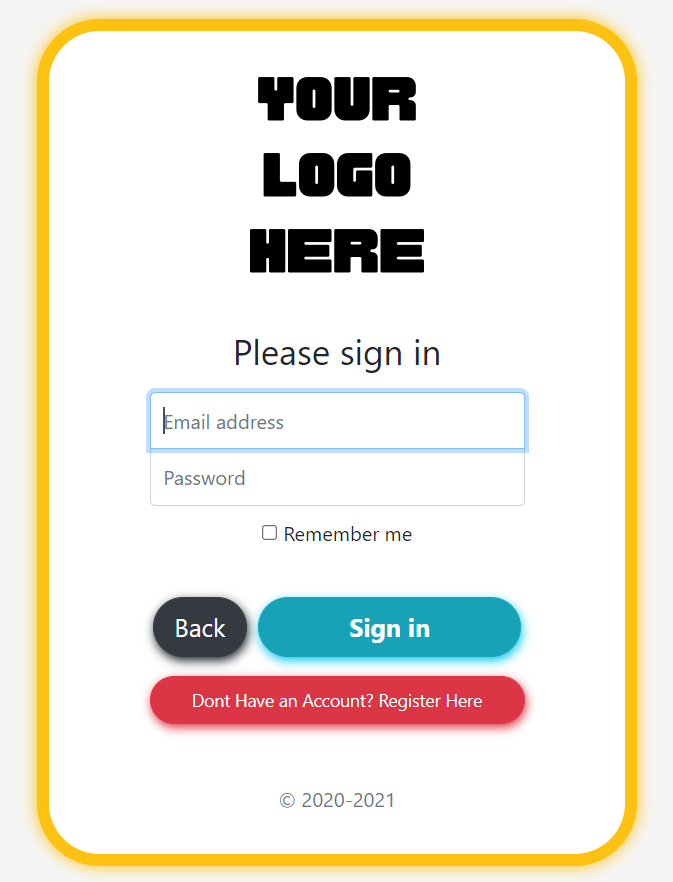 YOUR
LOGO
HERE
Please sign in
Email address
Password
Remember me
Back
Sign in
Dont Have an Account? Register Here
© 2020-2021